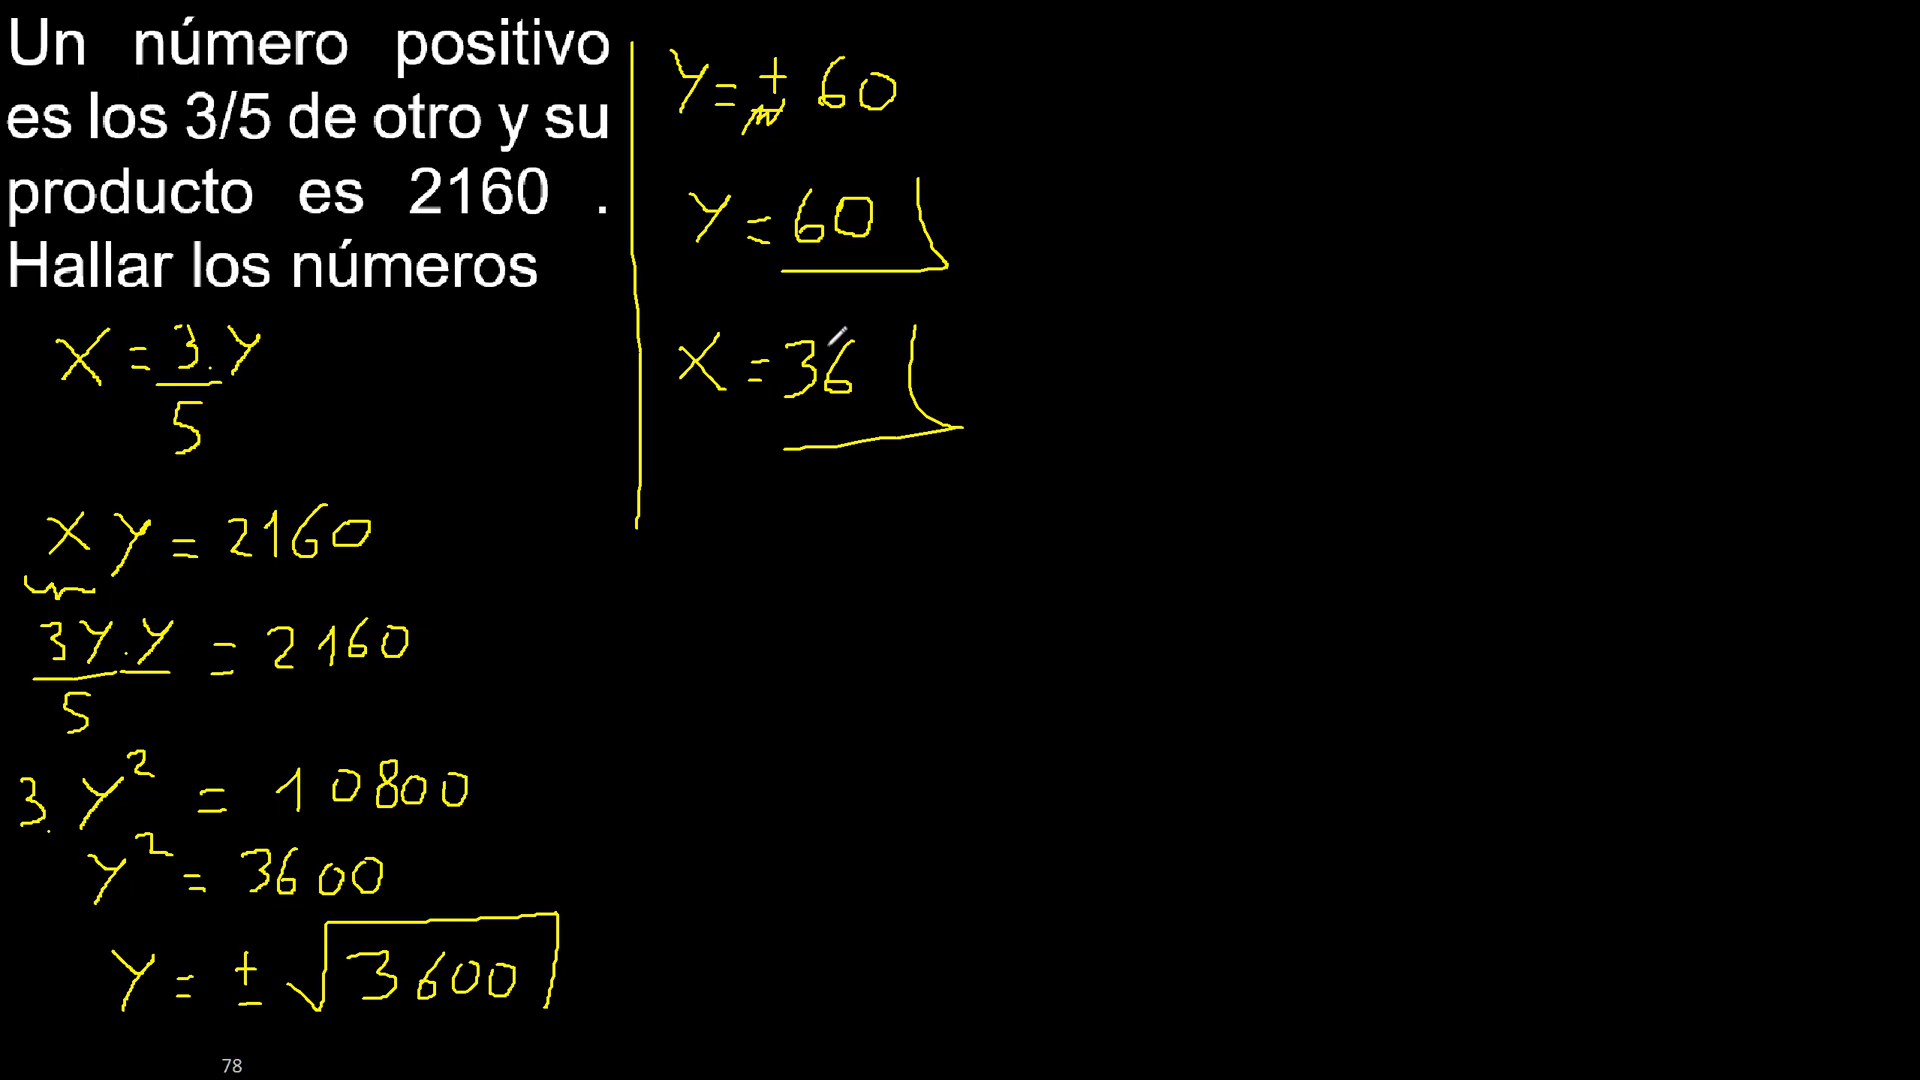 Un número positivo
es los 3/5 de otro y su
producto es 2160 .
Hallar los números
X = 3.Y
5
X Y = 2160
3Y.Y = 2160
5
3. Y² = 10800
Y² = 3600
Y = ± √3600
Y = ± 60
Y = 60
X = 36
78